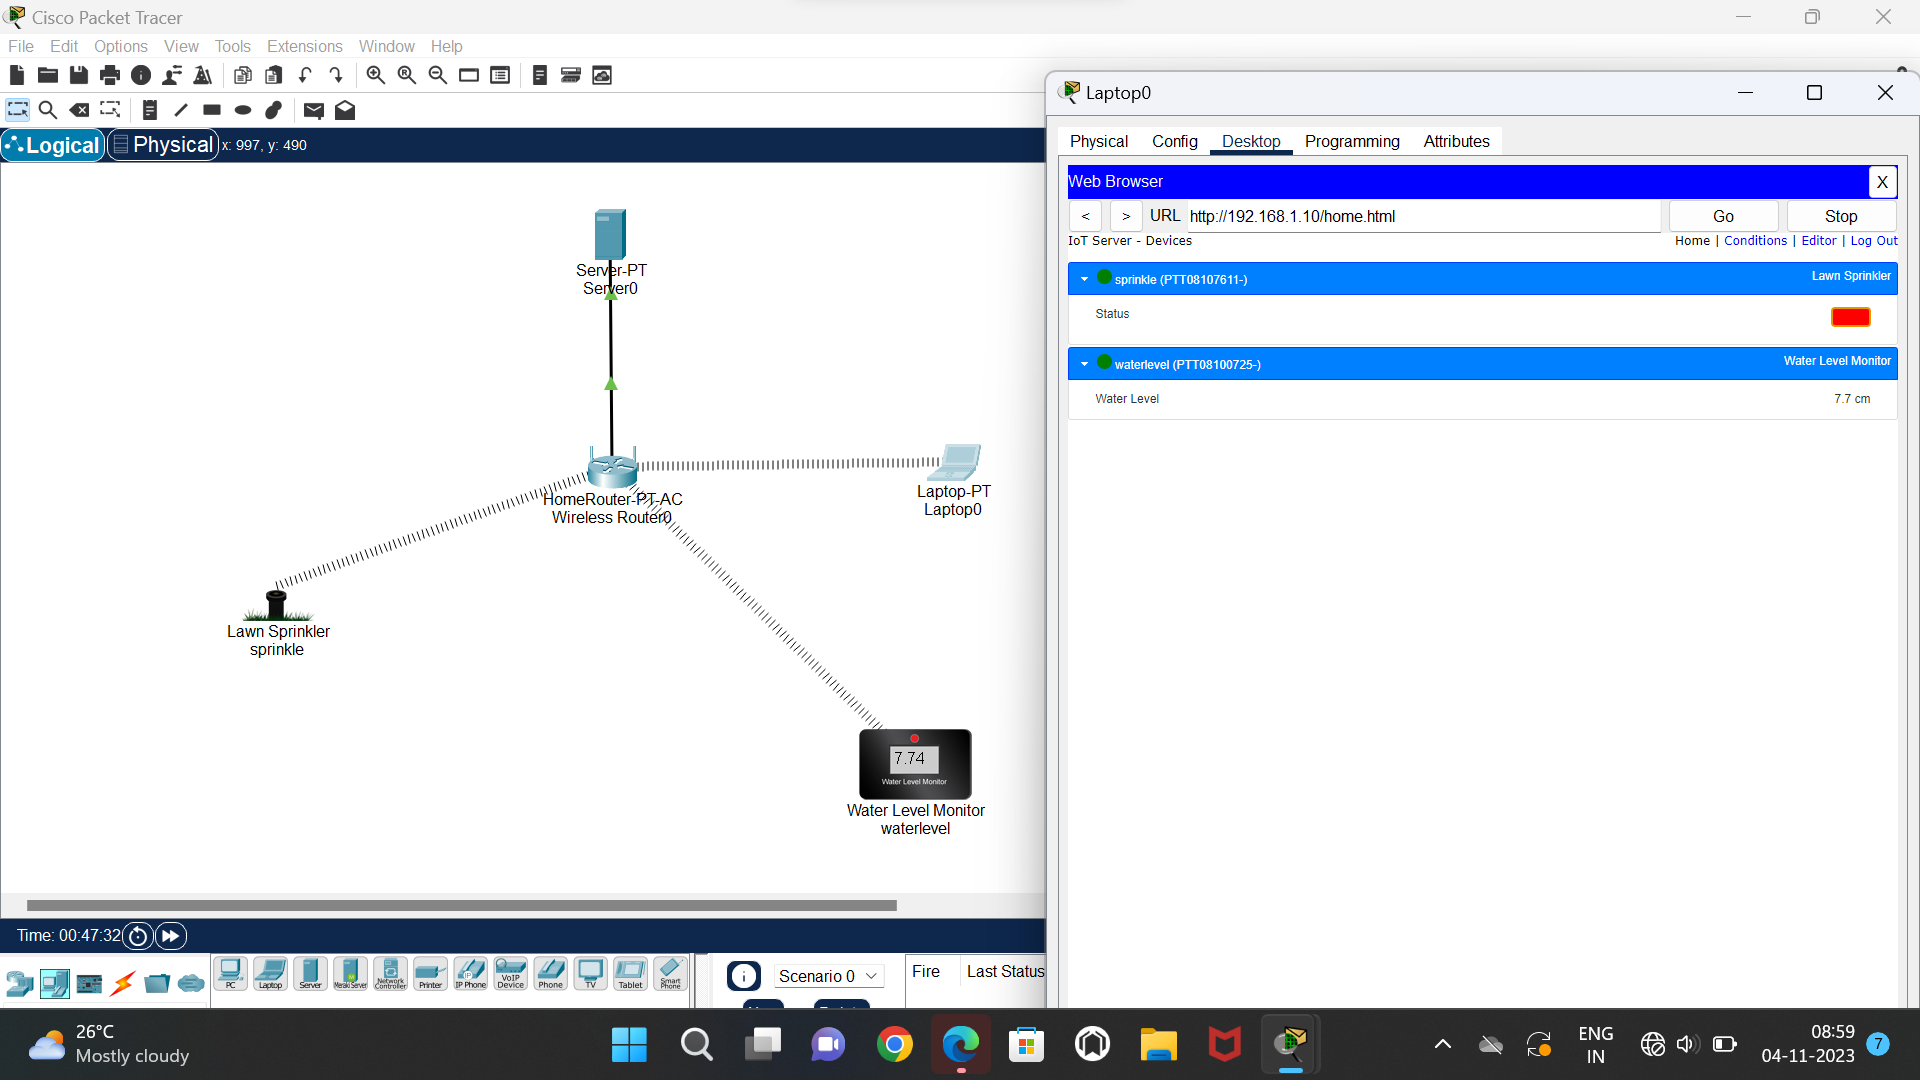 Cisco Packet Tracer
File Edit Options View Tools Extensions Window Help
Logical Physical x: 997, y: 490
Server-PT
Server0
HomeRouter-PT-AC
Wireless Router0
Laptop-PT
Laptop0
Lawn Sprinkler
sprinkle
7.74
Water Level Monitor
Water Level Monitor
waterlevel
Time: 00:47:32
PC Laptop Server Meraki Server Network Controller Printer IP Phone VoIP Device Phone TV Tablet Smart Phone
Scenario 0
Fire Last Status
Laptop0
Physical Config Desktop Programming Attributes
Web Browser X
< > URL http://192.168.1.10/home.html Go Stop
IoT Server - Devices Home | Conditions | Editor | Log Out
sprinkle (PTT08107611-) Lawn Sprinkler
Status
waterlevel (PTT08100725-) Water Level Monitor
Water Level 7.7 cm
26°C
Mostly cloudy
ENG
IN
08:59
04-11-2023
7